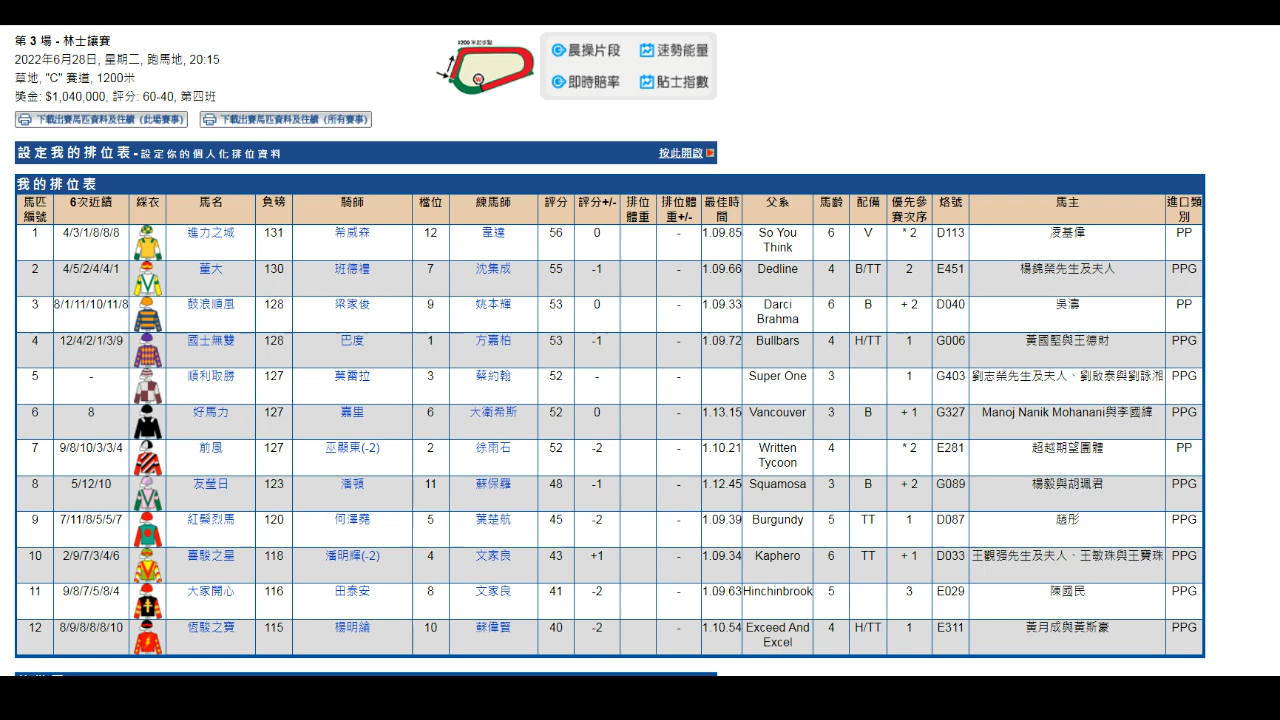 第 3 場 - 林士讓賽
2022年6月28日, 星期二, 跑馬地, 20:15
草地, "C" 賽道, 1200米
獎金: $1,040,000, 評分: 60-40, 第四班
晨操片段 速勢能量
即時賠率 貼士指數
下載出賽馬匹資料及往績 (此場賽事) 下載出賽馬匹資料及往績 (所有賽事)
設定我的排位表 - 設定你的個人化排位資料 按此開啟
我的排位表
馬匹編號 6次近績 綵衣 馬名 負磅 騎師 檔位 練馬師 評分 評分+/- 排位體重 排位體重+/- 最佳時間 父系 馬齡 配備 優先參賽次序 烙號 馬主 進口類別
1 4/3/1/8/8/8 進力之城 131 希威森 12 韋達 56 0 - 1.09.85 So You Think 6 V * 2 D113 凌基偉 PP
2 4/5/2/4/4/1 董大 130 班德禮 7 沈集成 55 -1 - 1.09.66 Dedline 4 B/TT 2 E451 楊錦榮先生及夫人 PPG
3 8/1/11/10/11/8 鼓浪順風 128 梁家俊 9 姚本輝 53 0 - 1.09.33 Darci Brahma 6 B + 2 D040 吳濤 PP
4 12/4/2/1/3/9 國士無雙 128 巴度 1 方嘉柏 53 -1 - 1.09.72 Bullbars 4 H/TT 1 G006 黃國堅與王德財 PPG
5 - 順利取勝 127 莫雷拉 3 蔡約翰 52 - - Super One 3 1 G403 劉志榮先生及夫人、劉啟泰與劉詠湘 PPG
6 8 好馬力 127 嘉里 6 大衛希斯 52 0 - 1.13.15 Vancouver 3 B + 1 G327 Manoj Nanik Mohanani與李國緯 PPG
7 9/8/10/3/3/4 前風 127 巫顯東(-2) 2 徐雨石 52 -2 - 1.10.21 Written Tycoon 4 * 2 E281 超越期望團體 PP
8 5/12/10 友瑩日 123 潘頓 11 蘇保羅 48 -1 - 1.12.45 Squamosa 3 B + 2 G089 楊毅與胡珮君 PPG
9 7/11/8/5/5/7 紅鬃烈馬 120 何澤堯 5 葉楚航 45 -2 - 1.09.39 Burgundy 5 TT 1 D087 趙彤 PPG
10 2/9/7/3/4/6 喜駿之星 118 潘明輝(-2) 4 文家良 43 +1 - 1.09.34 Kaphero 6 TT + 1 D033 王觀强先生及夫人、王敏珠與王寶珠 PPG
11 9/8/7/5/8/4 大家開心 116 田泰安 8 文家良 41 -2 - 1.09.63 Hinchinbrook 5 3 E029 陳國民 PPG
12 8/9/8/8/8/10 恆駿之寶 115 楊明綸 10 蘇偉賢 40 -2 - 1.10.54 Exceed And Excel 4 H/TT 1 E311 黃月成與黃斯豪 PPG